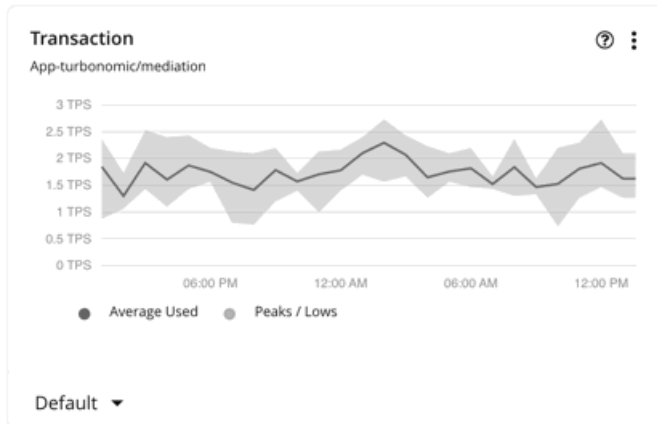 Transaction
App-turbonomic/mediation
3 TPS
2.5 TPS
2 TPS
1.5 TPS
1 TPS
0.5 TPS
0 TPS
06:00 PM 12:00 AM 06:00 AM 12:00 PM
Average Used Peaks / Lows
Default